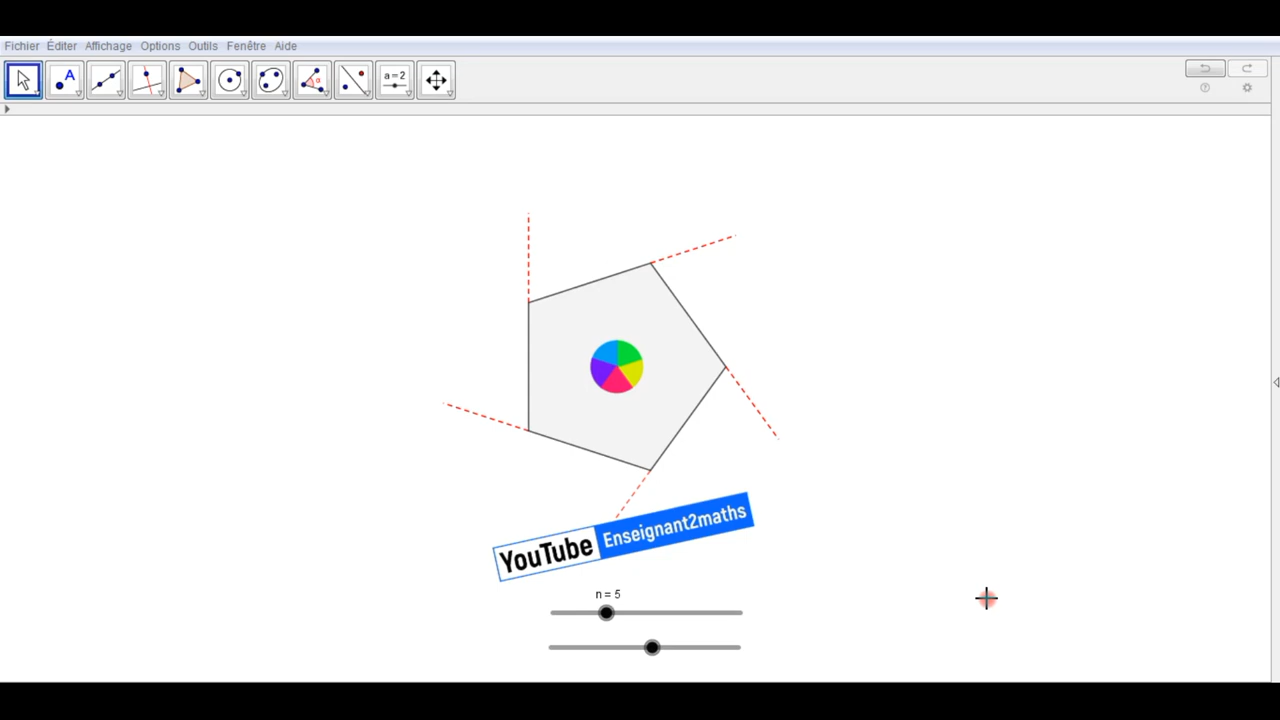 Fichier Éditer Affichage Options Outils Fenêtre Aide
A
a = 2
α
YouTube Enseignant2maths
n = 5